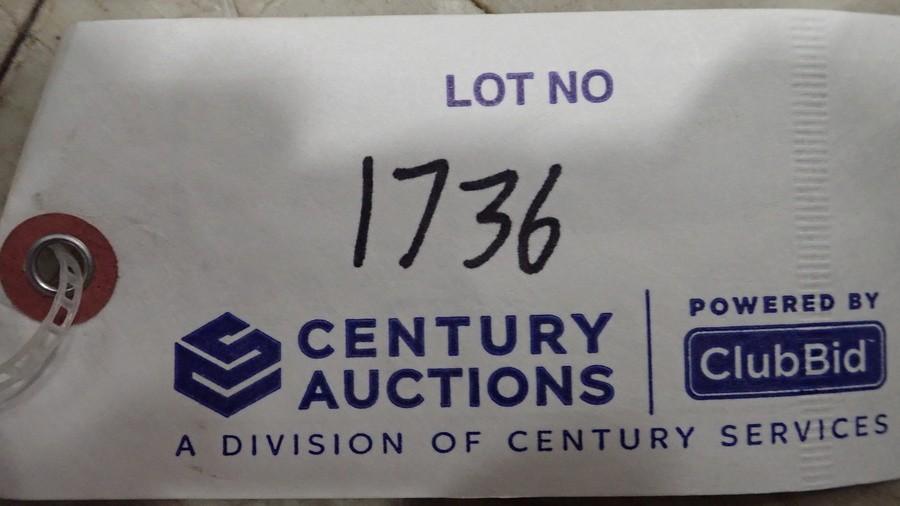 LOT NO
1736
CENTURY
AUCTIONS
POWERED BY
ClubBid
A DIVISION OF CENTURY SERVICES